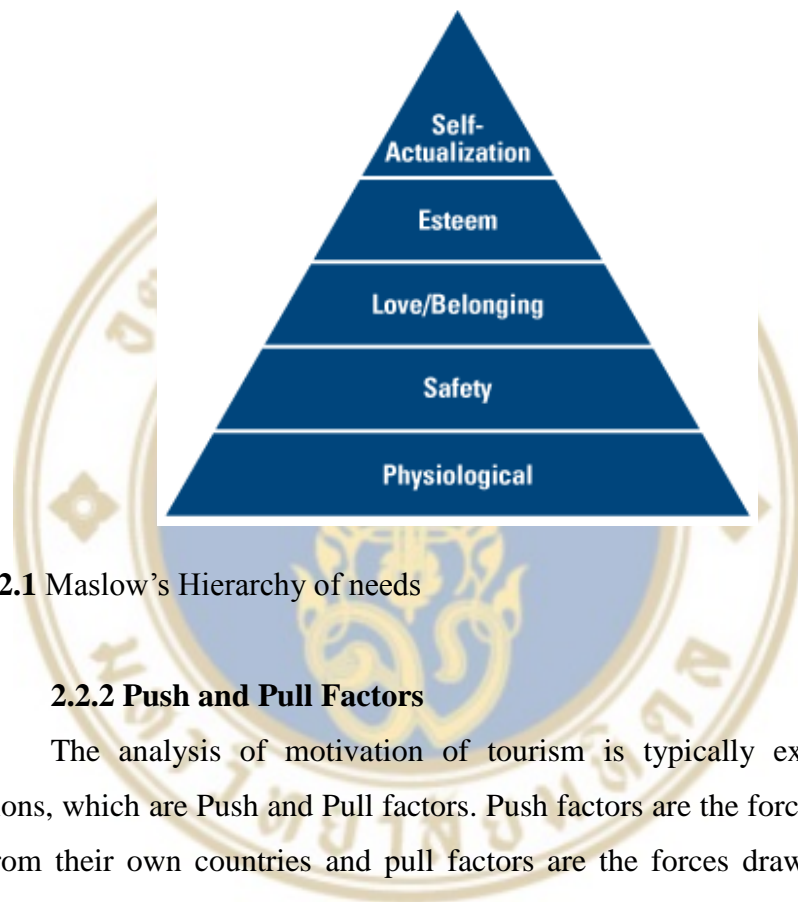 Self-
Actualization
Esteem
Love/Belonging
Safety
Physiological
2.1 Maslow's Hierarchy of needs
2.2.2 Push and Pull Factors
The analysis of motivation of tourism is typically ex
ions, which are Push and Pull factors. Push factors are the forc
rom their own countries and pull factors are the forces draw